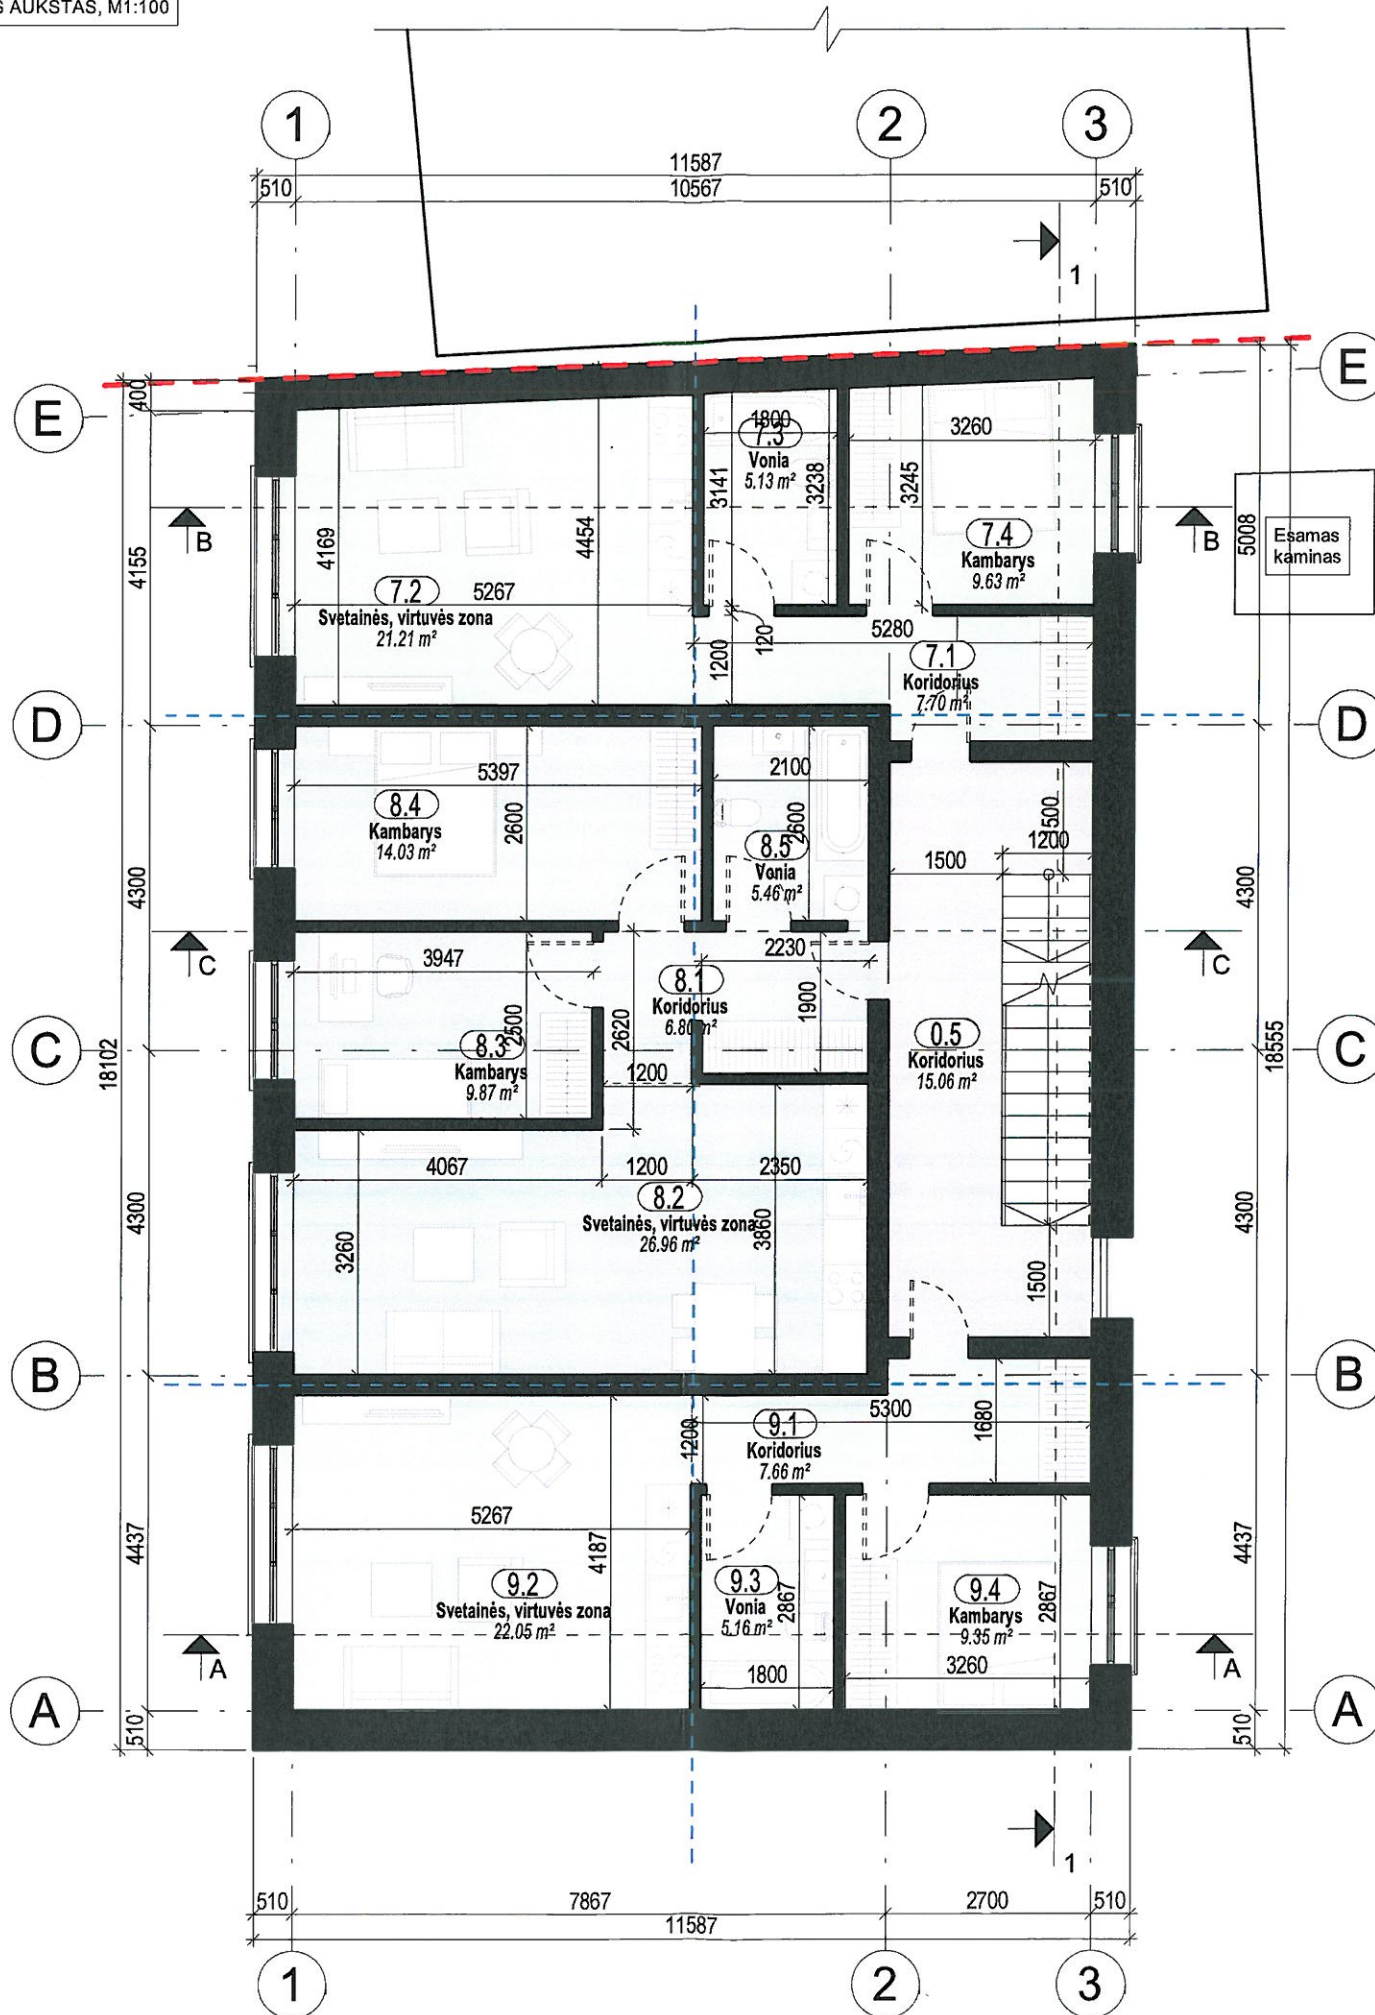 AUKŠTAS, M1:100
1
2
3
11587
510
10567
510
1
E
E
400
1800
7.3
Vonia
5.13 m²
3141
3238
3260
3245
7.4
Kambarys
9.63 m²
B
B
5008
Esamas
kaminas
4155
4169
4454
7.2
5267
Svetainės, virtuvės zona
21.21 m²
1200
120
5280
7.1
Koridorius
7.70 m²
D
D
5397
8.4
Kambarys
14.03 m²
2600
2100
2600
8.5
Vonia
5.46 m²
1500
1500
1200
4300
4300
C
C
3947
2230
8.1
Koridorius
6.80 m²
1900
2620
2500
8.3
Kambarys
9.87 m²
1200
0.5
Koridorius
15.06 m²
C
C
18102
18555
4067
1200
2350
8.2
Svetainės, virtuvės zona
26.96 m²
3260
3860
4300
4300
1500
B
B
5300
1200
9.1
Koridorius
7.66 m²
1680
5267
4187
4437
4437
9.2
Svetainės, virtuvės zona
22.05 m²
9.3
Vonia
5.16 m²
2867
1800
9.4
Kambarys
9.35 m²
2867
3260
A
A
A
A
510
510
1
510
7867
2700
510
11587
1
2
3